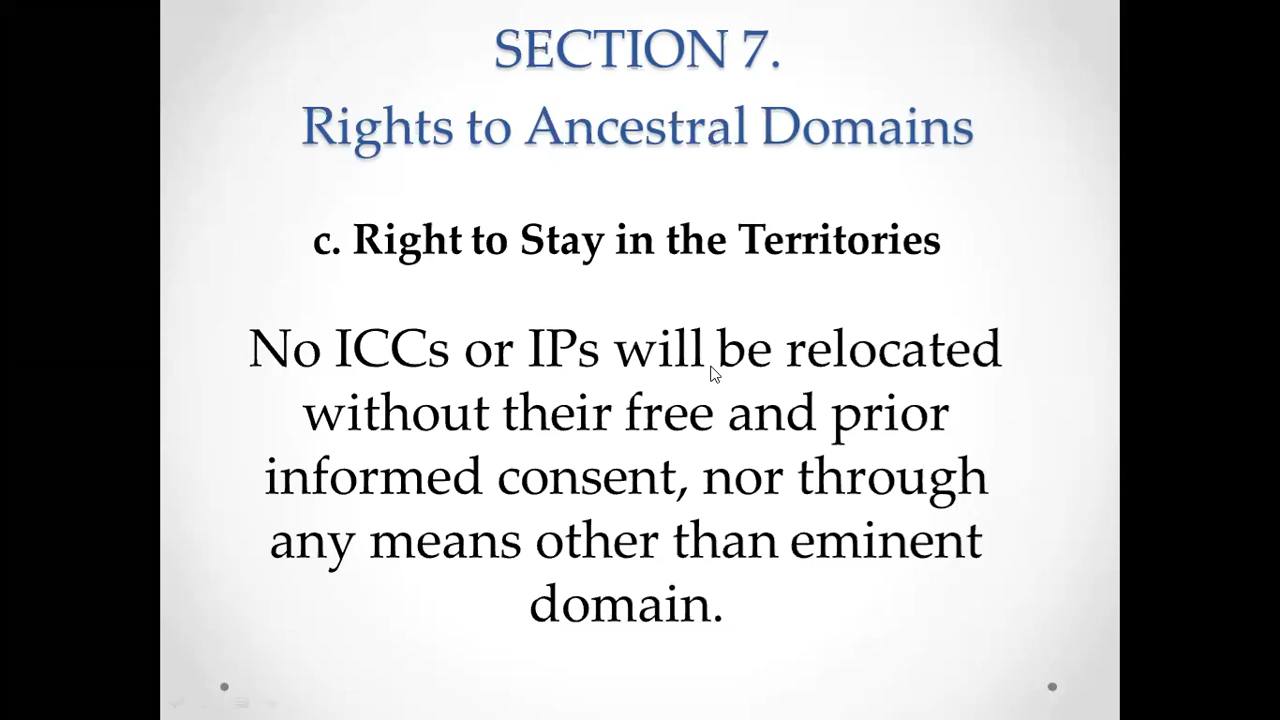 SECTION 7.
Rights to Ancestral Domains
c. Right to Stay in the Territories
No ICCs or IPs will be relocated
without their free and prior
informed consent, nor through
any means other than eminent
domain.